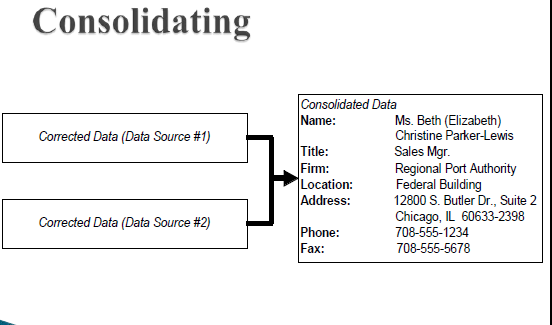 Consolidating
Corrected Data (Data Source #1)
Corrected Data (Data Source #2)
Consolidated Data
Name: Ms. Beth (Elizabeth)
Christine Parker-Lewis
Title: Sales Mgr.
Firm: Regional Port Authority
Location: Federal Building
Address: 12800 S. Butler Dr., Suite 2
Chicago, IL 60633-2398
Phone: 708-555-1234
Fax: 708-555-5678